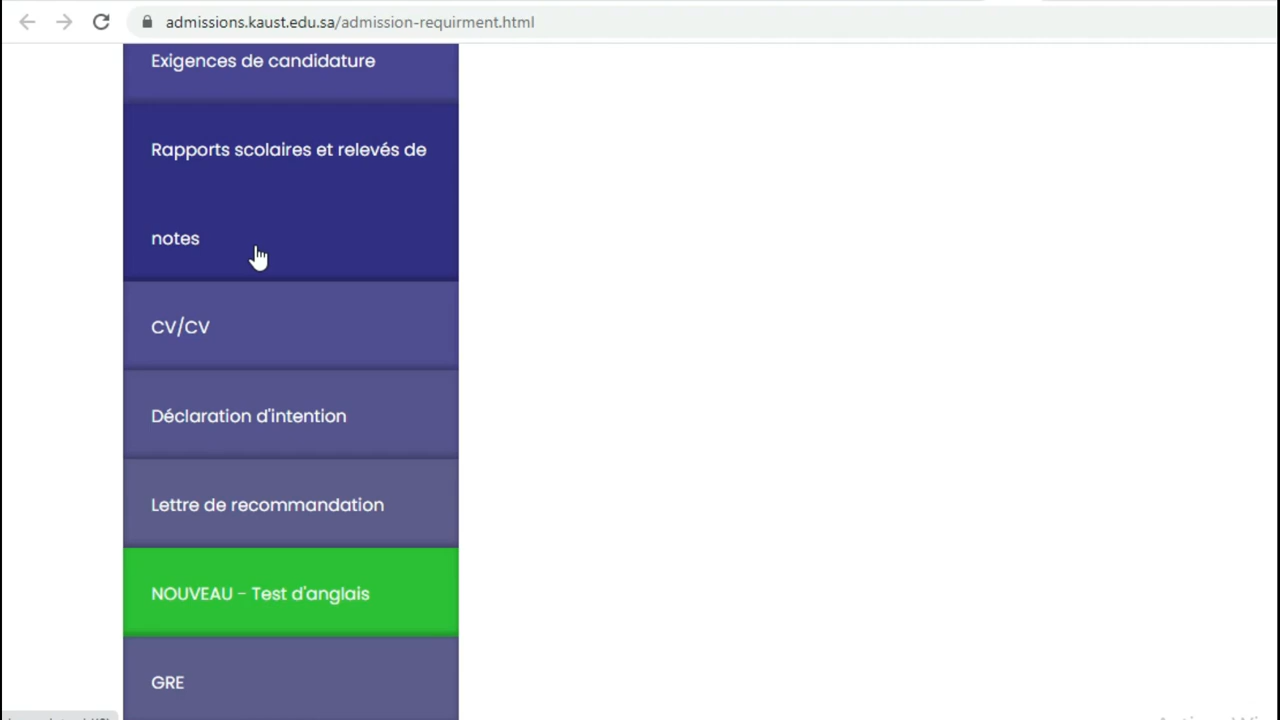 admissions.kaust.edu.sa/admission-requirment.html
Exigences de candidature
Rapports scolaires et relevés de
notes
CV/CV
Déclaration d'intention
Lettre de recommandation
NOUVEAU - Test d'anglais
GRE